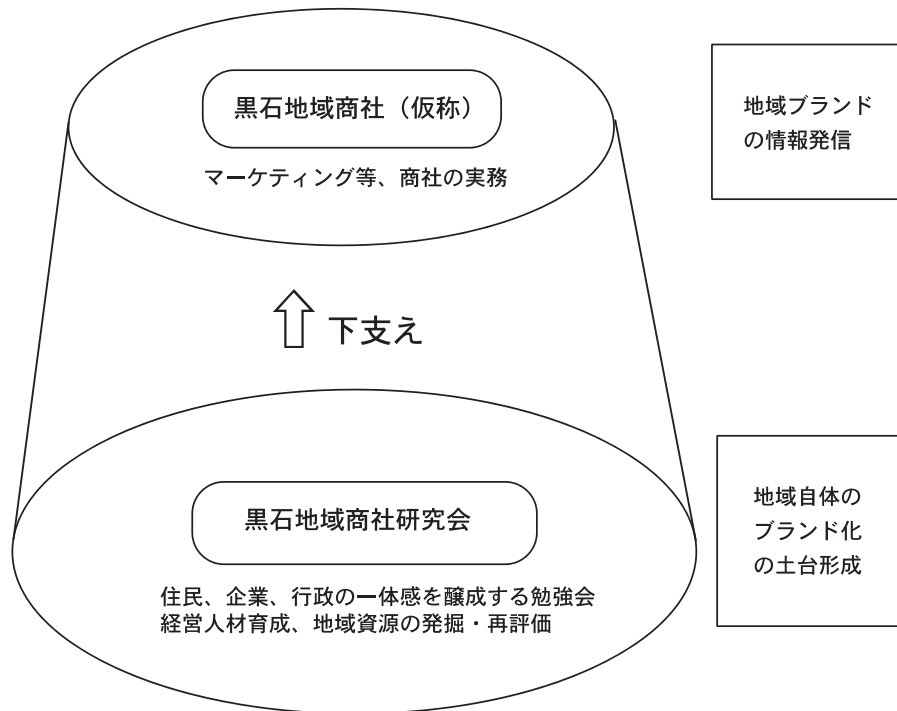 黒石地域商社（仮称）
マーケティング等、商社の実務
地域ブランド
の情報発信
下支え
黒石地域商社研究会
住民、企業、行政の一体感を醸成する勉強会
経営人材育成、地域資源の発掘・再評価
地域自体の
ブランド化
の土台形成